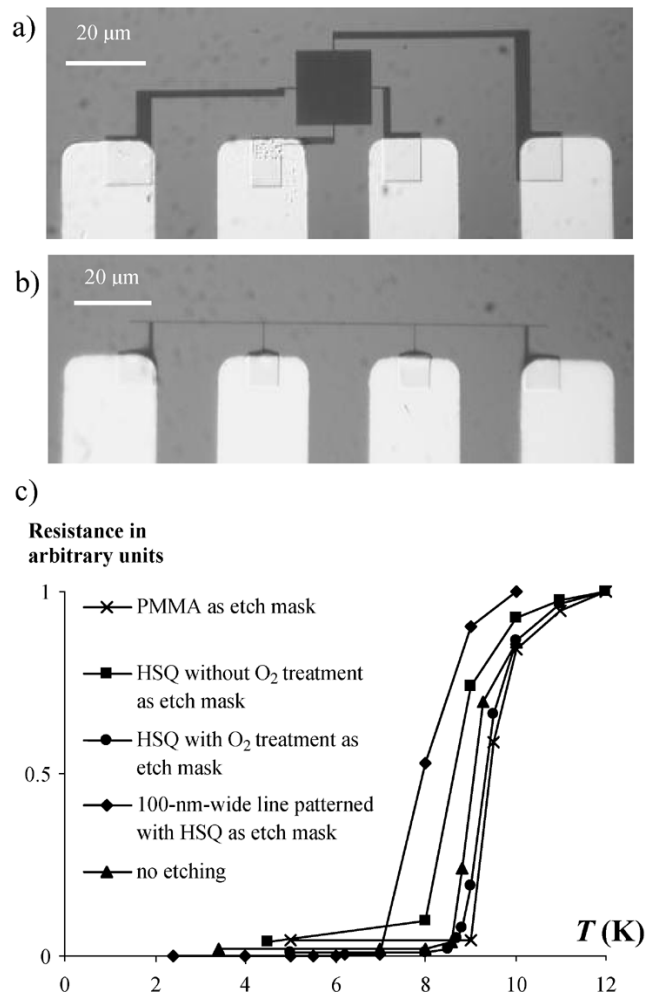 a)
20 μm
b)
20 μm
c)
Resistance in
arbitrary units
1
PMMA as etch mask
HSQ without O₂ treatment
as etch mask
HSQ with O₂ treatment as
etch mask
0.5
100-nm-wide line patterned
with HSQ as etch mask
no etching
T (K)
0
0 2 4 6 8 10 12